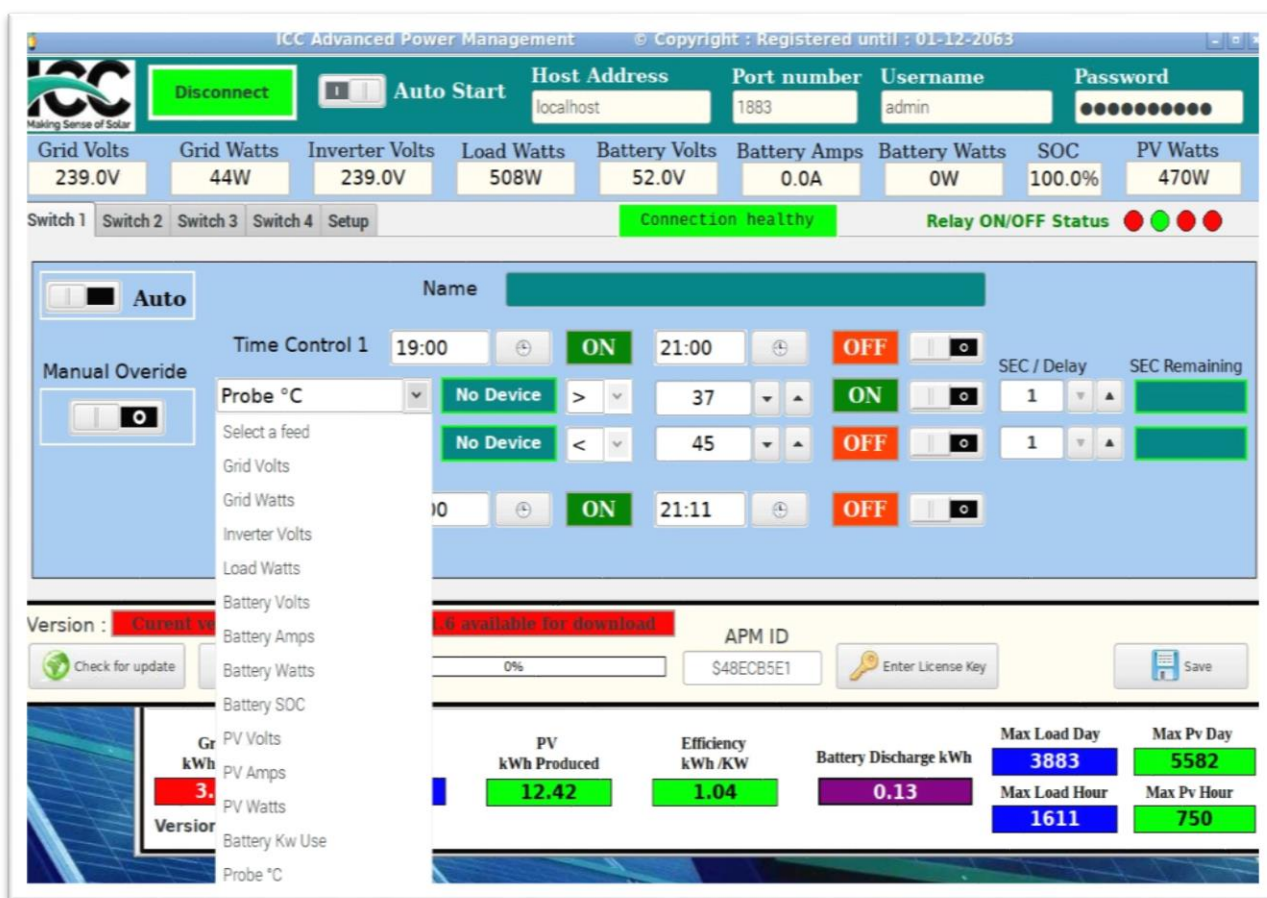 ICC Advanced Power Management © Copyright : Registered until : 01-12-2063
ICC
Making Sense of Solar
Disconnect
Auto Start
Host Address Port number Username Password
localhost 1883 admin ●●●●●●●●●●
Grid Volts Grid Watts Inverter Volts Load Watts Battery Volts Battery Amps Battery Watts SOC PV Watts
239.0V 44W 239.0V 508W 52.0V 0.0A 0W 100.0% 470W
Switch 1 Switch 2 Switch 3 Switch 4 Setup Connection healthy Relay ON/OFF Status
Auto Name
Time Control 1 19:00 ON 21:00 OFF
Manual Overide SEC / Delay SEC Remaining
Probe °C No Device > 37 ON 1
No Device < 45 OFF 1
Select a feed
Grid Volts
Grid Watts
Inverter Volts
Load Watts
Battery Volts
Battery Amps
Battery Watts
Battery SOC
PV Volts
PV Amps
PV Watts
Battery Kw Use
Probe °C
ON 21:11 OFF
Version : Curent .6 available for download
APM ID
Check for update 0% $48ECB5E1 Enter License Key Save
kWh
3.
Version
PV
kWh Produced
12.42
Efficiency
kWh /KW
1.04
Battery Discharge kWh
0.13
Max Load Day
3883
Max Load Hour
1611
Max Pv Day
5582
Max Pv Hour
750